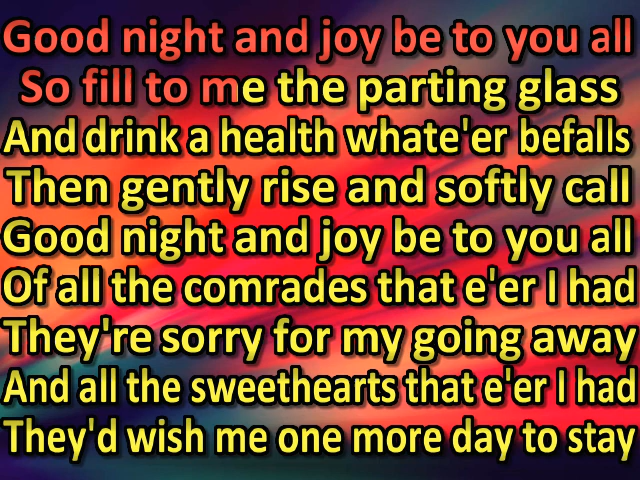 Good night and joy be to you all
So fill to me the parting glass
And drink a health whate'er befalls
Then gently rise and softly call
Good night and joy be to you all
Of all the comrades that e'er I had
They're sorry for my going away
And all the sweethearts that e'er I had
They'd wish me one more day to stay